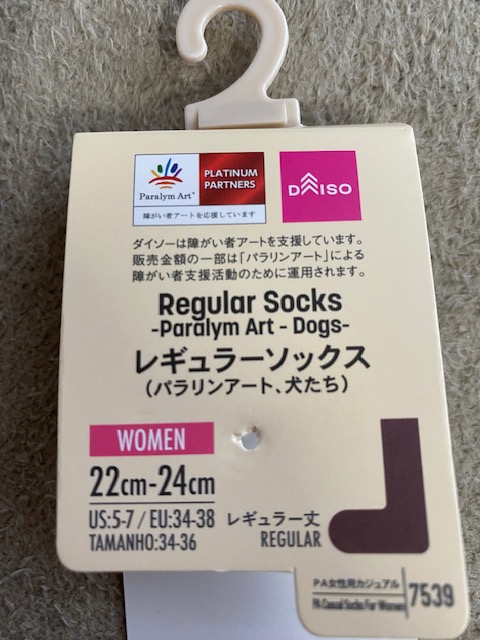 Paralym Art
PLATINUM
PARTNERS
障がい者アートを応援しています
DAISO
ダイソーは障がい者アートを支援しています。
販売金額の一部は「パラリンアート」による
障がい者支援活動のために運用されます。
Regular Socks
-Paralym Art - Dogs-
レギュラーソックス
(パラリンアート、犬たち)
WOMEN
22cm-24cm
US:5-7 / EU:34-38
TAMANHO:34-36
レギュラー丈
REGULAR
PA女性用カジュアル
PA Casual Socks For Women
7539